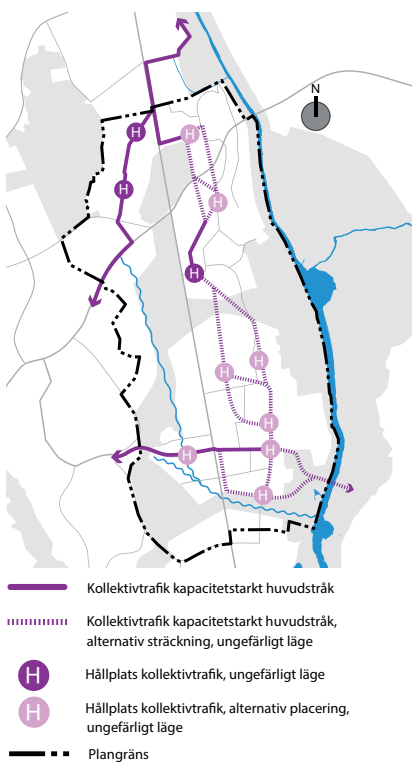 N
H
H
H
H
H
H
H
H
H
H
H
Kollektivtrafik kapacitetstarkt huvudstråk
Kollektivtrafik kapacitetstarkt huvudstråk,
alternativ sträckning, ungefärligt läge
H
Hållplats kollektivtrafik, ungefärligt läge
H
Hållplats kollektivtrafik, alternativ placering,
ungefärligt läge
Plangräns